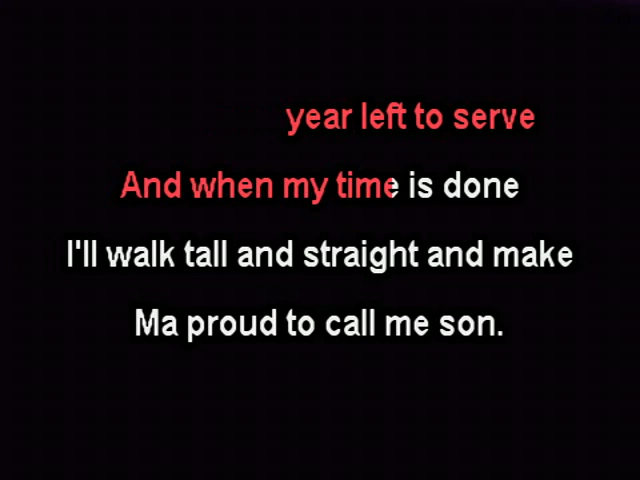 year left to serve
And when my time is done
I'll walk tall and straight and make
Ma proud to call me son.